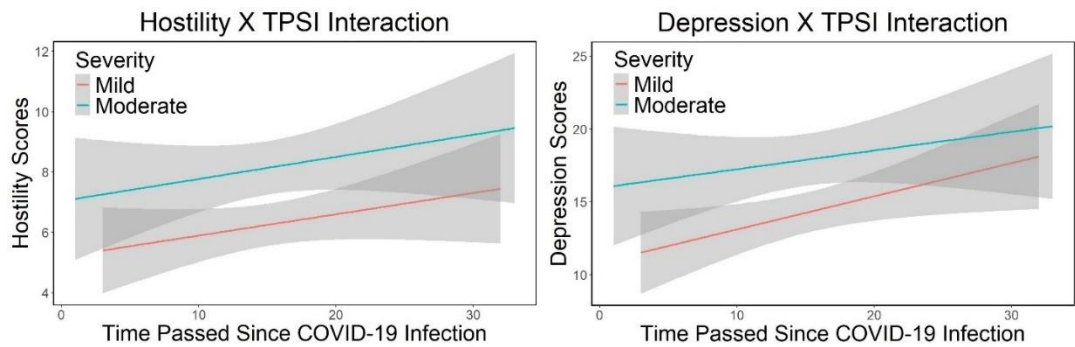 Hostility X TPSI Interaction
Hostility Scores
12
10
8
6
4
Severity
Mild
Moderate
0
10
20
30
Time Passed Since COVID-19 Infection
Depression X TPSI Interaction
Depression Scores
25
20
15
10
Severity
Mild
Moderate
0
10
20
30
Time Passed Since COVID-19 Infection